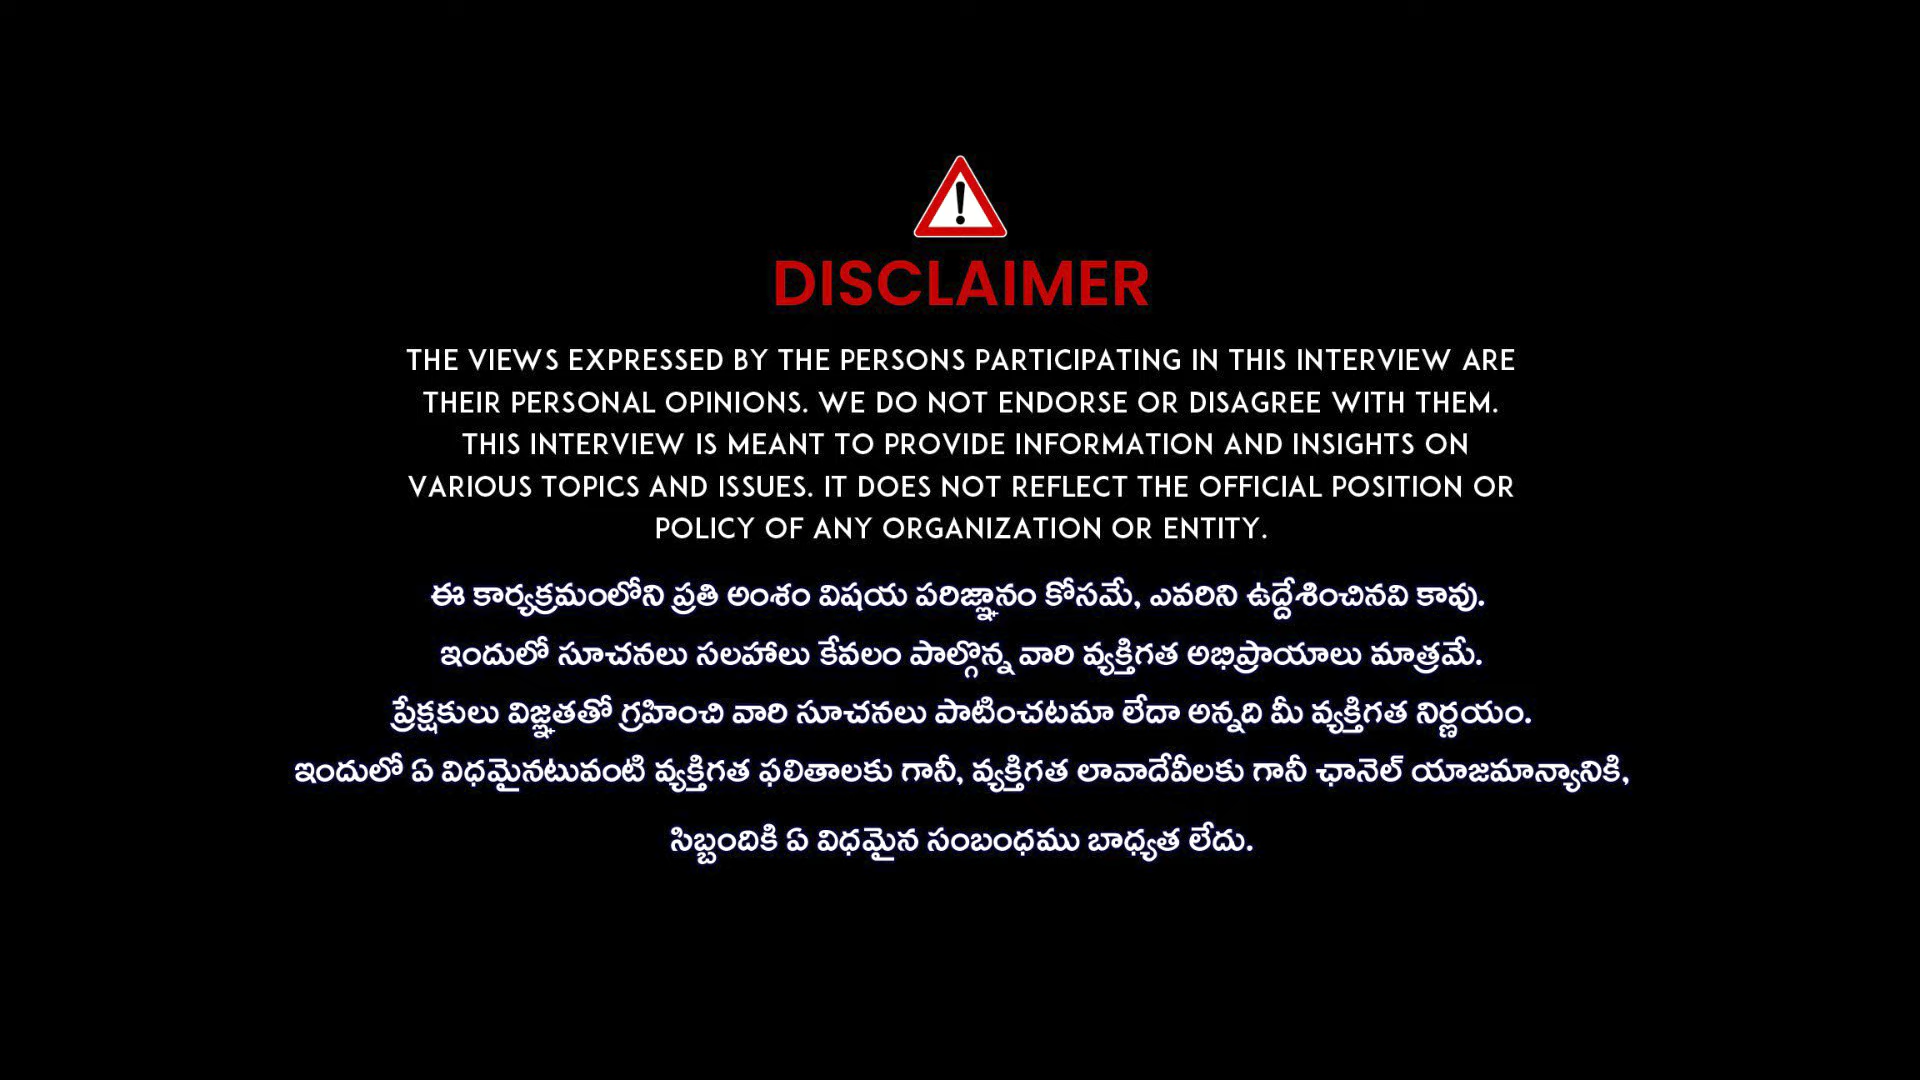 DISCLAIMER
THE VIEWS EXPRESSED BY THE PERSONS PARTICIPATING IN THIS INTERVIEW ARE
THEIR PERSONAL OPINIONS. WE DO NOT ENDORSE OR DISAGREE WITH THEM.
THIS INTERVIEW IS MEANT TO PROVIDE INFORMATION AND INSIGHTS ON
VARIOUS TOPICS AND ISSUES. IT DOES NOT REFLECT THE OFFICIAL POSITION OR
POLICY OF ANY ORGANIZATION OR ENTITY.
ఈ కార్యక్రమంలోని ప్రతి అంశం విషయ పరిజ్ఞానం కోసమే, ఎవరిని ఉద్దేశించినవి కావు.
ఇందులో సూచనలు సలహాలు కేవలం పాల్గొన్న వారి వ్యక్తిగత అభిప్రాయాలు మాత్రమే.
ప్రేక్షకులు విజ్ఞతతో గ్రహించి వారి సూచనలు పాటించటమా లేదా అన్నది మీ వ్యక్తిగత నిర్ణయం.
ఇందులో ఏ విధమైనటువంటి వ్యక్తిగత ఫలితాలకు గానీ, వ్యక్తిగత లావాదేవీలకు గానీ ఛానెల్ యాజమాన్యానికి,
సిబ్బందికి ఏ విధమైన సంబంధము బాధ్యత లేదు.